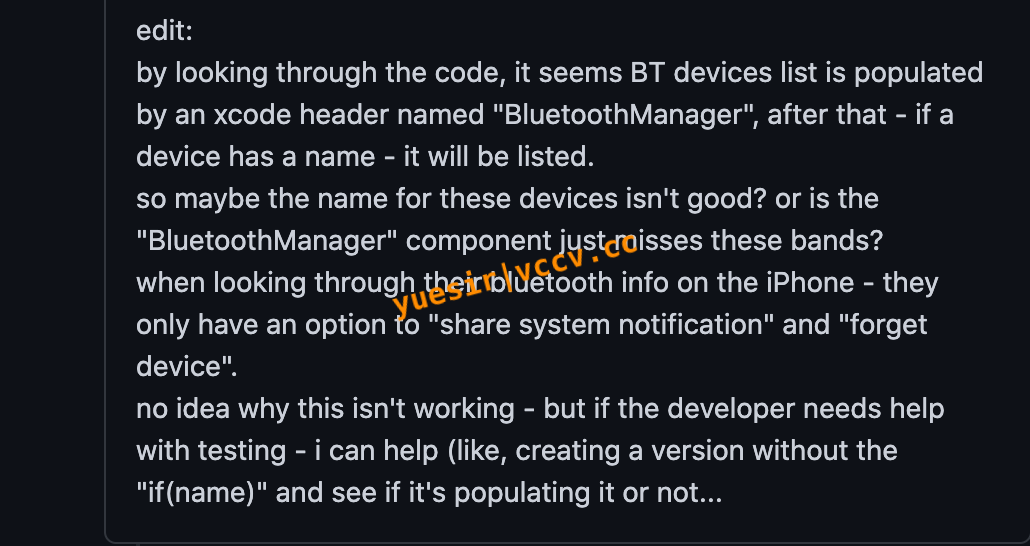 edit:
by looking through the code, it seems BT devices list is populated
by an xcode header named "BluetoothManager", after that - if a
device has a name - it will be listed.
so maybe the name for these devices isn't good? or is the
"BluetoothManager" component just misses these bands?
when looking through their bluetooth info on the iPhone - they
only have an option to "share system notification" and "forget
device".
no idea why this isn't working - but if the developer needs help
with testing - i can help (like, creating a version without the
"if(name)" and see if it's populating it or not...
yuesir|vccv.cc